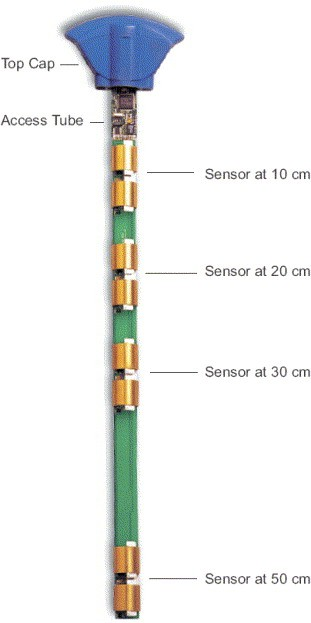 Top Cap
Access Tube
Sensor at 10 cm
Sensor at 20 cm
Sensor at 30 cm
Sensor at 50 cm